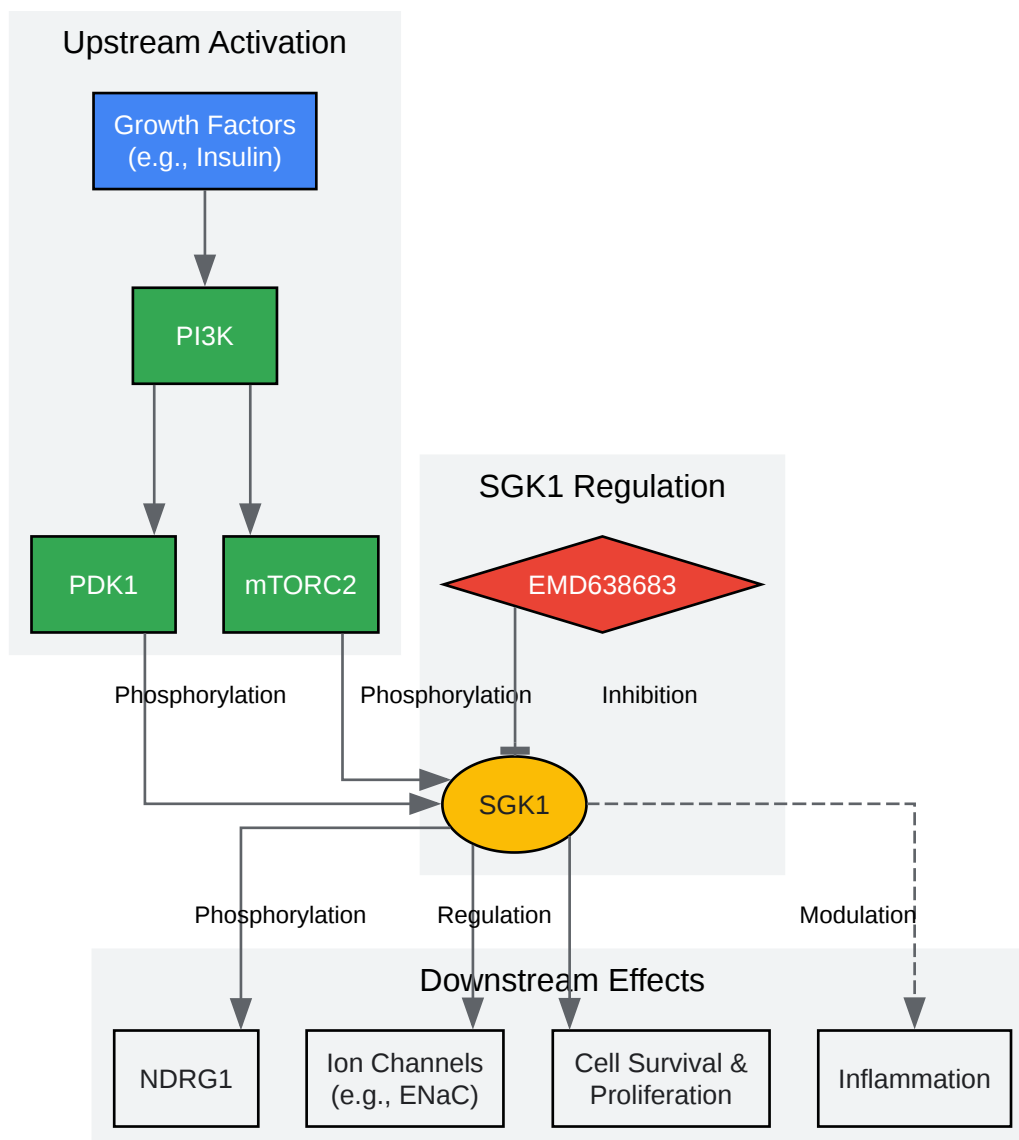 Upstream Activation
Growth Factors
(e.g., Insulin)
PI3K
SGK1 Regulation
PDK1
mTORC2
EMD638683
Phosphorylation
Phosphorylation
Inhibition
SGK1
Phosphorylation
Regulation
Modulation
Downstream Effects
NDRG1
Ion Channels
(e.g., ENaC)
Cell Survival &
Proliferation
Inflammation